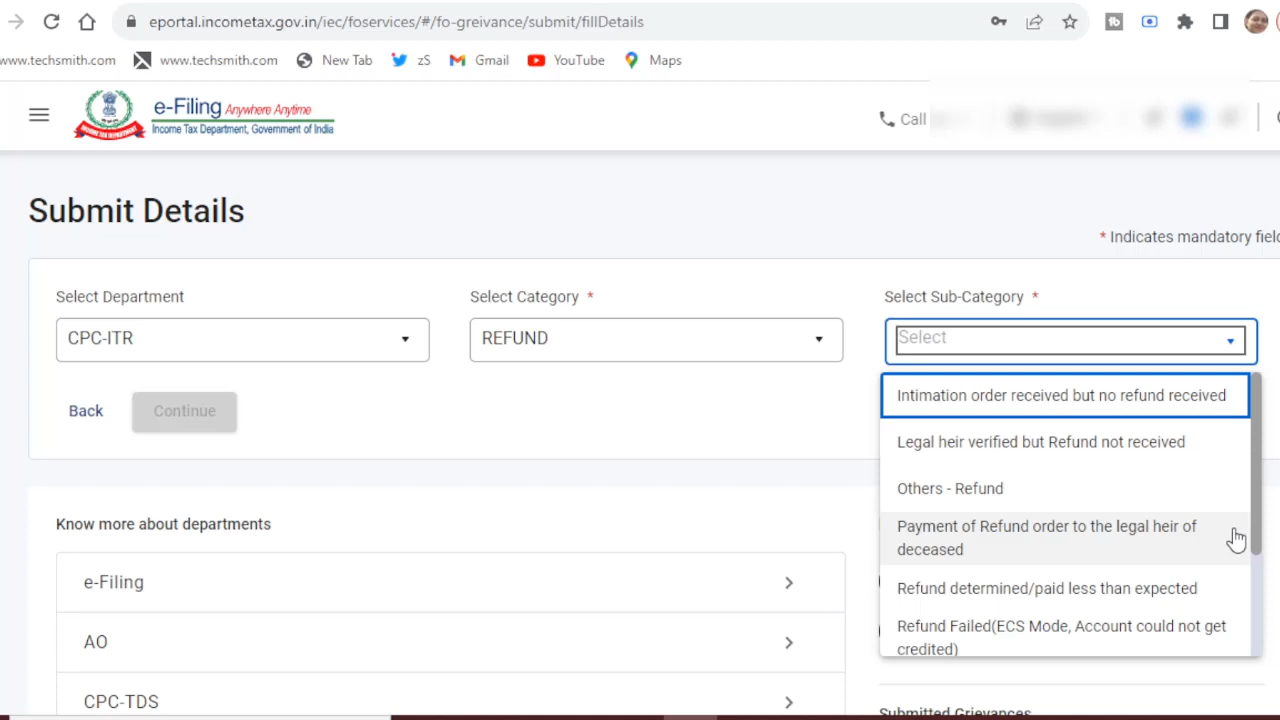 eportal.incometax.gov.in/iec/foservices/#/fo-greivance/submit/fillDetails
www.techsmith.com www.techsmith.com New Tab zS Gmail YouTube Maps
e-Filing Anywhere Anytime
Income Tax Department, Government of India
Call
Submit Details
* Indicates mandatory field
Select Department Select Category * Select Sub-Category *
CPC-ITR REFUND Select
Back Continue
Intimation order received but no refund received
Legal heir verified but Refund not received
Others - Refund
Payment of Refund order to the legal heir of
deceased
Refund determined/paid less than expected
Refund Failed(ECS Mode, Account could not get
credited)
Know more about departments
e-Filing
AO
CPC-TDS
Submitted Grievances